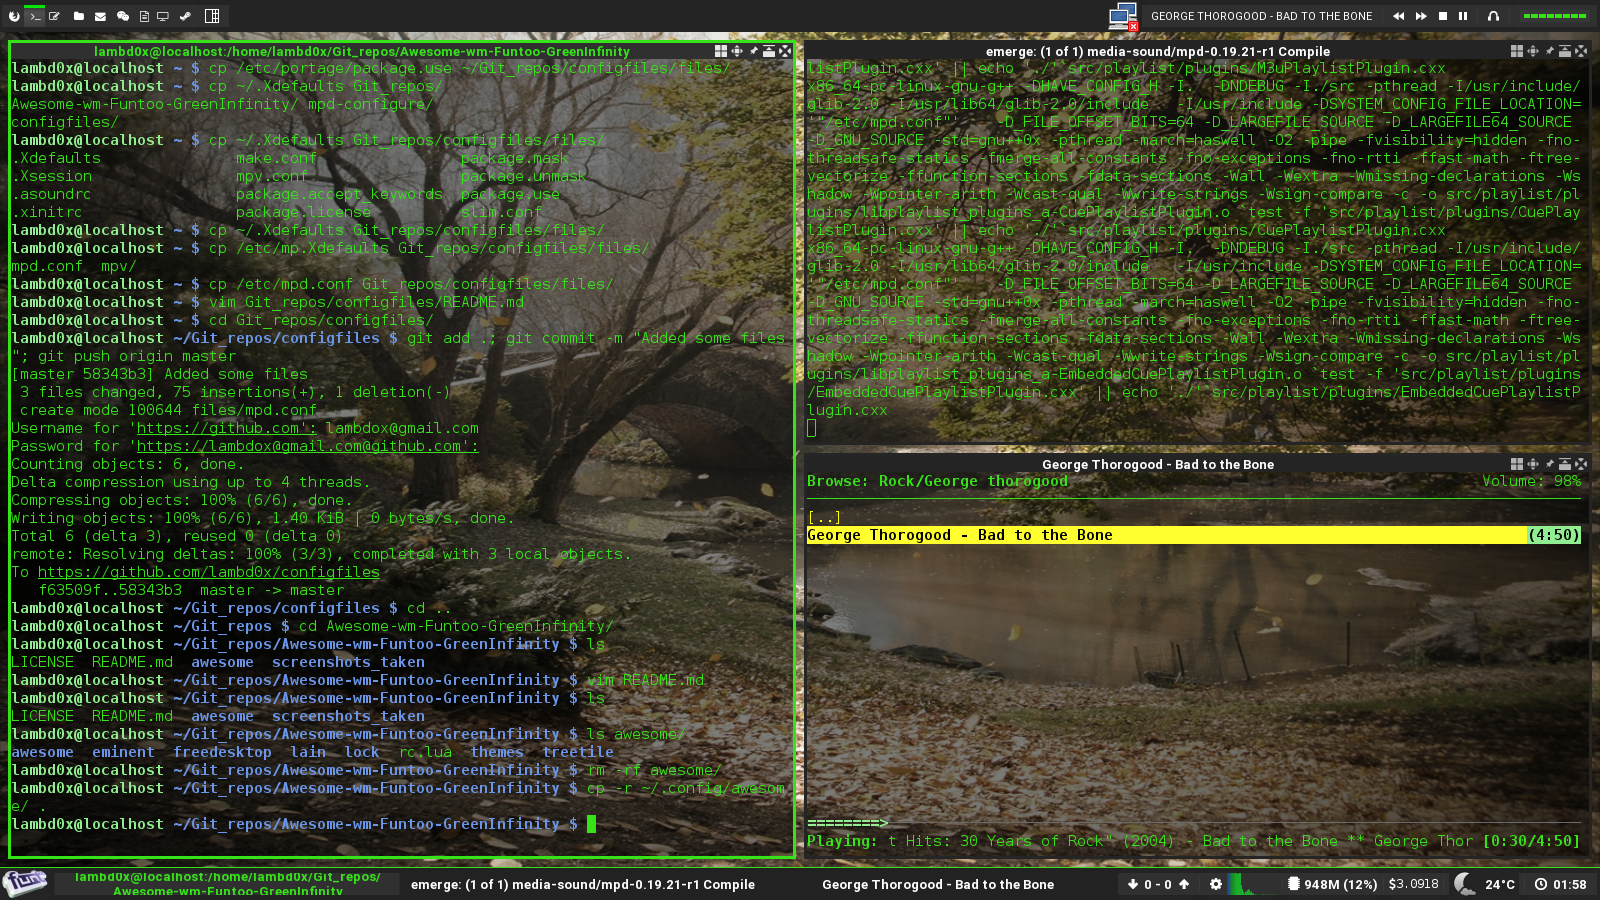 GEORGE THOROGOOD - BAD TO THE BONE
lambd0x@localhost:/home/lambd0x/Git_repos/Awesome-wm-Funtoo-GreenInfinity
lambd0x@localhost ~ $ cp /etc/portage/package.use ~/Git_repos/configfiles/files/
lambd0x@localhost ~ $ cp ~/.Xdefaults Git_repos/
Awesome-wm-Funtoo-GreenInfinity/ mpd-configure/
configfiles/
lambd0x@localhost ~ $ cp ~/.Xdefaults Git_repos/configfiles/files/
.Xdefaults make.conf package.mask
.Xsession mpv.conf package.unmask
.asoundrc package.accept_keywords package.use
.xinitrc package.license slim.conf
lambd0x@localhost ~ $ cp ~/.Xdefaults Git_repos/configfiles/files/
lambd0x@localhost ~ $ cp /etc/mp.Xdefaults Git_repos/configfiles/files/
mpd.conf mpv/
lambd0x@localhost ~ $ cp /etc/mpd.conf Git_repos/configfiles/files/
lambd0x@localhost ~ $ vim Git_repos/configfiles/README.md
lambd0x@localhost ~ $ cd Git_repos/configfiles/
lambd0x@localhost ~/Git_repos/configfiles $ git add .; git commit -m "Added some files
"; git push origin master
[master 58343b3] Added some files
3 files changed, 75 insertions(+), 1 deletion(-)
create mode 100644 files/mpd.conf
Username for 'https://github.com': lambdox@gmail.com
Password for 'https://lambdox@gmail.com@github.com':
Counting objects: 6, done.
Delta compression using up to 4 threads.
Compressing objects: 100% (6/6), done.
Writing objects: 100% (6/6), 1.40 KiB | 0 bytes/s, done.
Total 6 (delta 3), reused 0 (delta 0)
remote: Resolving deltas: 100% (3/3), completed with 3 local objects.
To https://github.com/lambd0x/configfiles
f63509f..58343b3 master -> master
lambd0x@localhost ~/Git_repos/configfiles $ cd ..
lambd0x@localhost ~/Git_repos $ cd Awesome-wm-Funtoo-GreenInfinity/
lambd0x@localhost ~/Git_repos/Awesome-wm-Funtoo-GreenInfinity $ ls
LICENSE README.md awesome screenshots_taken
lambd0x@localhost ~/Git_repos/Awesome-wm-Funtoo-GreenInfinity $ vim README.md
lambd0x@localhost ~/Git_repos/Awesome-wm-Funtoo-GreenInfinity $ ls
LICENSE README.md awesome screenshots_taken
lambd0x@localhost ~/Git_repos/Awesome-wm-Funtoo-GreenInfinity $ ls awesome/
awesome eminent freedesktop lain lock rc.lua themes treetile
lambd0x@localhost ~/Git_repos/Awesome-wm-Funtoo-GreenInfinity $ rm -rf awesome/
lambd0x@localhost ~/Git_repos/Awesome-wm-Funtoo-GreenInfinity $ cp -r ~/.config/awesom
e/ .
lambd0x@localhost ~/Git_repos/Awesome-wm-Funtoo-GreenInfinity $
emerge: (1 of 1) media-sound/mpd-0.19.21-r1 Compile
listPlugin.cxx' || echo './'`src/playlist/plugins/M3uPlaylistPlugin.cxx
x86_64-pc-linux-gnu-g++ -DHAVE_CONFIG_H -I. -DNDEBUG -I./src -pthread -I/usr/include/
glib-2.0 -I/usr/lib64/glib-2.0/include -I/usr/include -DSYSTEM_CONFIG_FILE_LOCATION=
'"/etc/mpd.conf"' -D_FILE_OFFSET_BITS=64 -D_LARGEFILE_SOURCE -D_LARGEFILE64_SOURCE
-D_GNU_SOURCE -std=gnu++0x -pthread -march=haswell -O2 -pipe -fvisibility=hidden -fno-
threadsafe-statics -fmerge-all-constants -fno-exceptions -fno-rtti -ffast-math -ftree-
vectorize -ffunction-sections -fdata-sections -Wall -Wextra -Wmissing-declarations -Ws
hadow -Wpointer-arith -Wcast-qual -Wwrite-strings -Wsign-compare -c -o src/playlist/pl
ugins/libplaylist_plugins_a-CuePlaylistPlugin.o `test -f 'src/playlist/plugins/CuePlay
listPlugin.cxx' || echo './'`src/playlist/plugins/CuePlaylistPlugin.cxx
x86_64-pc-linux-gnu-g++ -DHAVE_CONFIG_H -I. -DNDEBUG -I./src -pthread -I/usr/include/
glib-2.0 -I/usr/lib64/glib-2.0/include -I/usr/include -DSYSTEM_CONFIG_FILE_LOCATION=
'"/etc/mpd.conf"' -D_FILE_OFFSET_BITS=64 -D_LARGEFILE_SOURCE -D_LARGEFILE64_SOURCE
-D_GNU_SOURCE -std=gnu++0x -pthread -march=haswell -O2 -pipe -fvisibility=hidden -fno-
threadsafe-statics -fmerge-all-constants -fno-exceptions -fno-rtti -ffast-math -ftree-
vectorize -ffunction-sections -fdata-sections -Wall -Wextra -Wmissing-declarations -Ws
hadow -Wpointer-arith -Wcast-qual -Wwrite-strings -Wsign-compare -c -o src/playlist/pl
ugins/libplaylist_plugins_a-EmbeddedCuePlaylistPlugin.o `test -f 'src/playlist/plugins
/EmbeddedCuePlaylistPlugin.cxx' || echo './'`src/playlist/plugins/EmbeddedCuePlaylistP
lugin.cxx
George Thorogood - Bad to the Bone
Browse: Rock/George thorogood Volume: 98%
[..]
George Thorogood - Bad to the Bone (4:50)
========>
Playing: t Hits: 30 Years of Rock" (2004) - Bad to the Bone ** George Thor [0:30/4:50]
lambd0x@localhost:/home/lambd0x/Git_repos/
Awesome-wm-Funtoo-GreenInfinity
emerge: (1 of 1) media-sound/mpd-0.19.21-r1 Compile
George Thorogood - Bad to the Bone
0 - 0
948M (12%) $3.0918 24°C 01:58